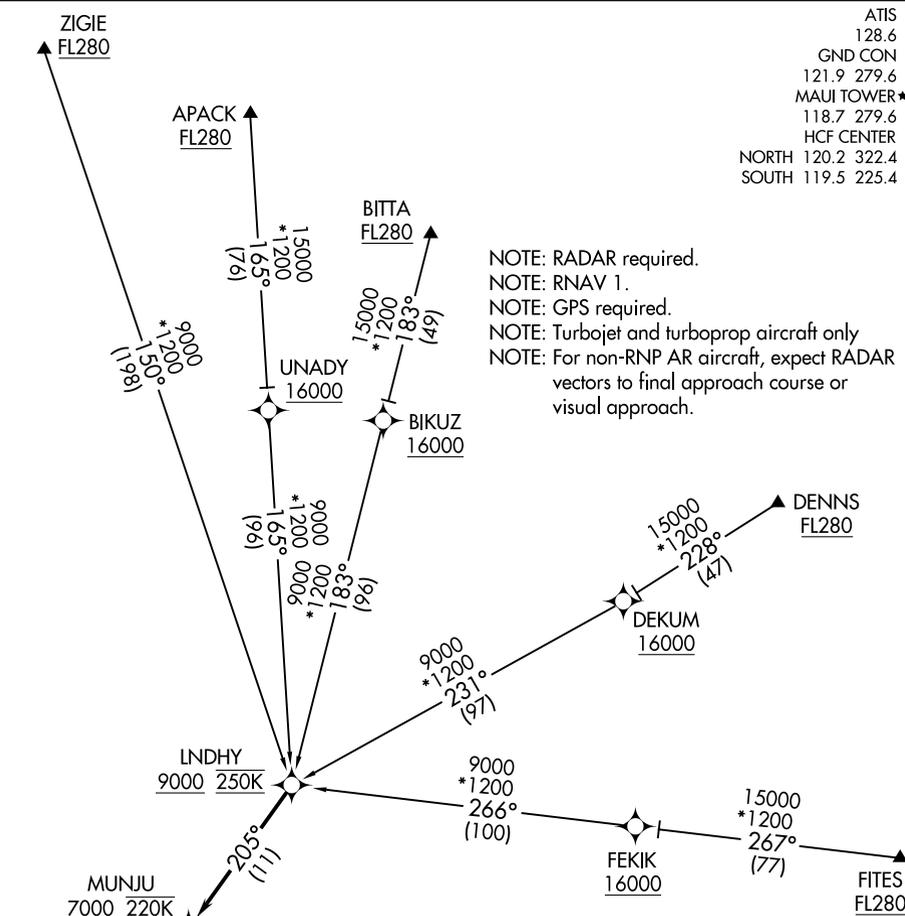 ZIGIE
FL280
ATIS
128.6
GND CON
121.9 279.6
MAUI TOWER★
118.7 279.6
HCF CENTER
NORTH 120.2 322.4
SOUTH 119.5 225.4
APACK
FL280
BITTA
FL280
15000
*1200
165°
(76)
15000
*1200
183°
(49)
NOTE: RADAR required.
NOTE: RNAV 1.
NOTE: GPS required.
NOTE: Turbojet and turboprop aircraft only
NOTE: For non-RNP AR aircraft, expect RADAR
vectors to final approach course or
visual approach.
9000
*1200
150°
(198)
UNADY
16000
BIKUZ
16000
9000
*1200
165°
(96)
9000
*1200
183°
(96)
DENNS
FL280
15000
*1200
228°
(47)
DEKUM
16000
9000
*1200
231°
(97)
LNDHY
9000 250K
9000
*1200
266°
(100)
15000
*1200
267°
(77)
FEKIK
16000
FITES
FL280
205°
(11)
MUNJU
7000 220K